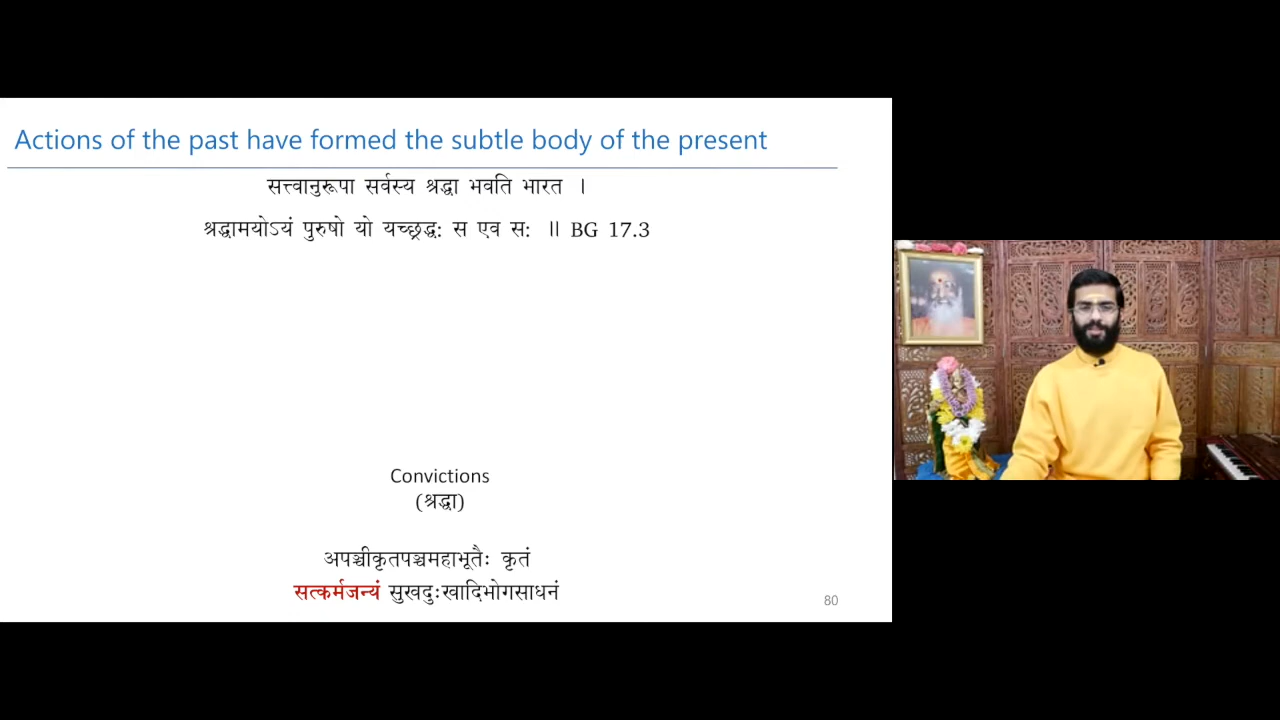 Actions of the past have formed the subtle body of the present
सत्त्वानुरूपा सर्वस्य श्रद्धा भवति भारत ।
श्रद्धामयोऽयं पुरुषो यो यच्छ्रद्ध: स एव स: ॥ BG 17.3
Convictions
(श्रद्धा)
अपञ्चीकृतपञ्चमहाभूतैः कृतं
सत्कर्मजन्यं सुखदुःखादिभोगसाधनं
80